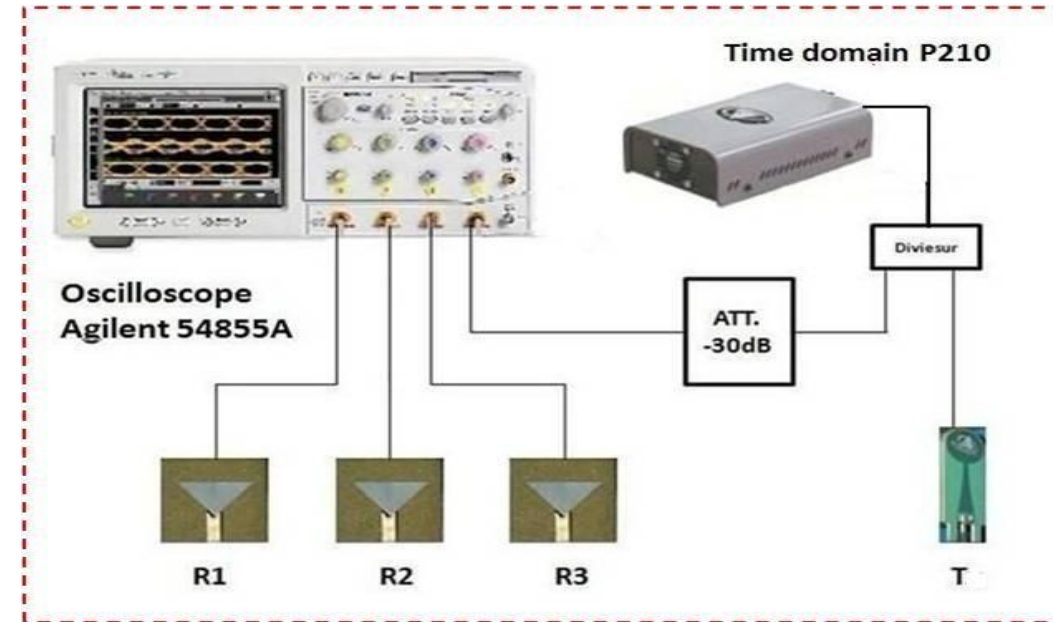 Time domain P210
Diviesur
Oscilloscope
Agilent 54855A
ATT.
-30dB
R1
R2
R3
T